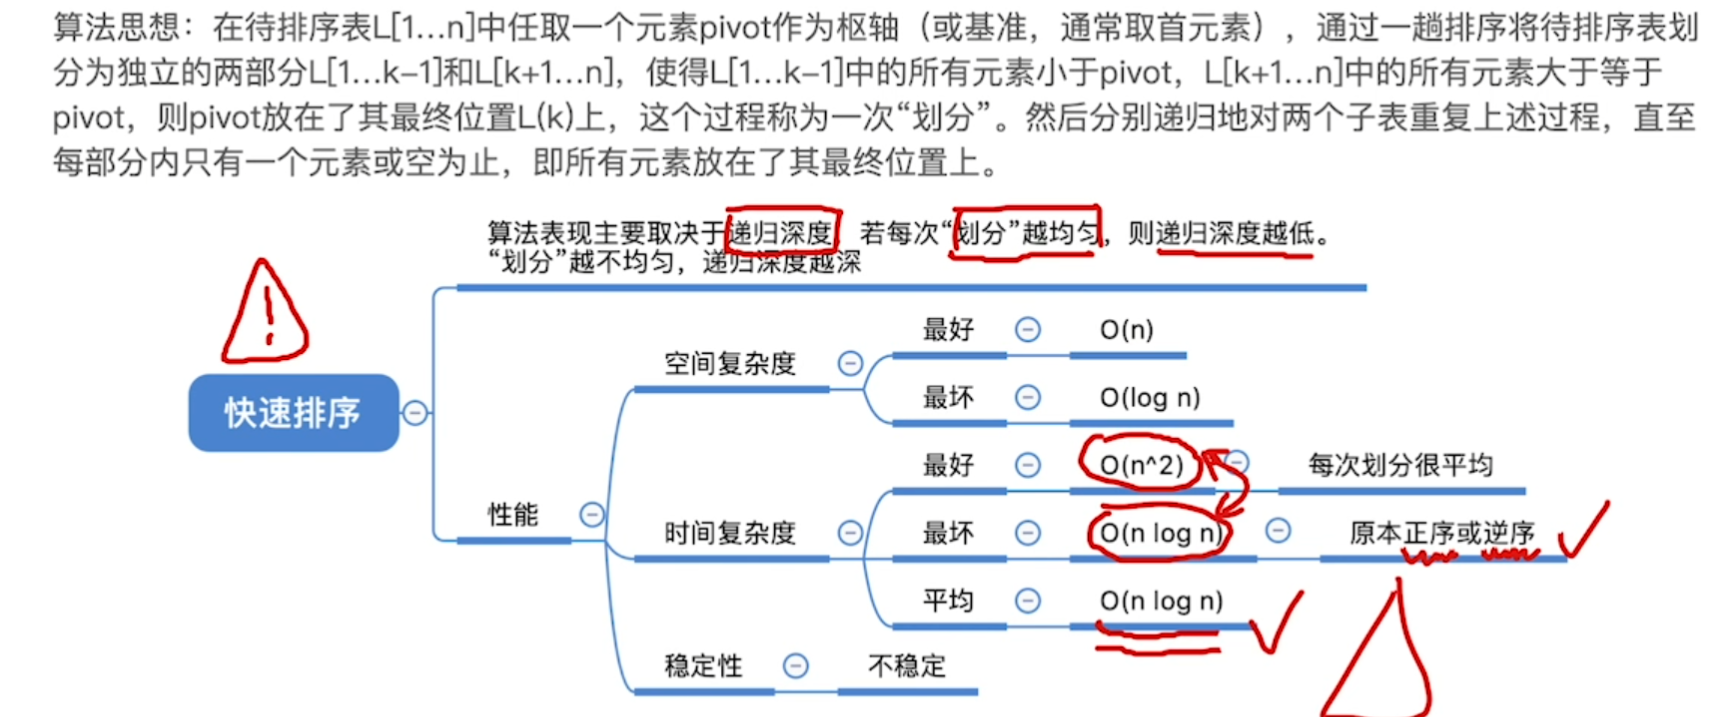 算法思想：在待排序表L[1…n]中任取一个元素pivot作为枢轴（或基准，通常取首元素），通过一趟排序将待排序表划
分为独立的两部分L[1…k-1]和L[k+1…n]，使得L[1…k-1]中的所有元素小于pivot，L[k+1…n]中的所有元素大于等于
pivot，则pivot放在了其最终位置L(k)上，这个过程称为一次“划分”。然后分别递归地对两个子表重复上述过程，直至
每部分内只有一个元素或空为止，即所有元素放在了其最终位置上。
算法表现主要取决于递归深度 若每次“划分”越均匀，则递归深度越低。
“划分”越不均匀，递归深度越深
快速排序
性能
空间复杂度
最好
O(n)
最坏
O(log n)
时间复杂度
最好
O(n^2)
每次划分很平均
最坏
O(n log n)
原本正序或逆序
平均
O(n log n)
稳定性
不稳定